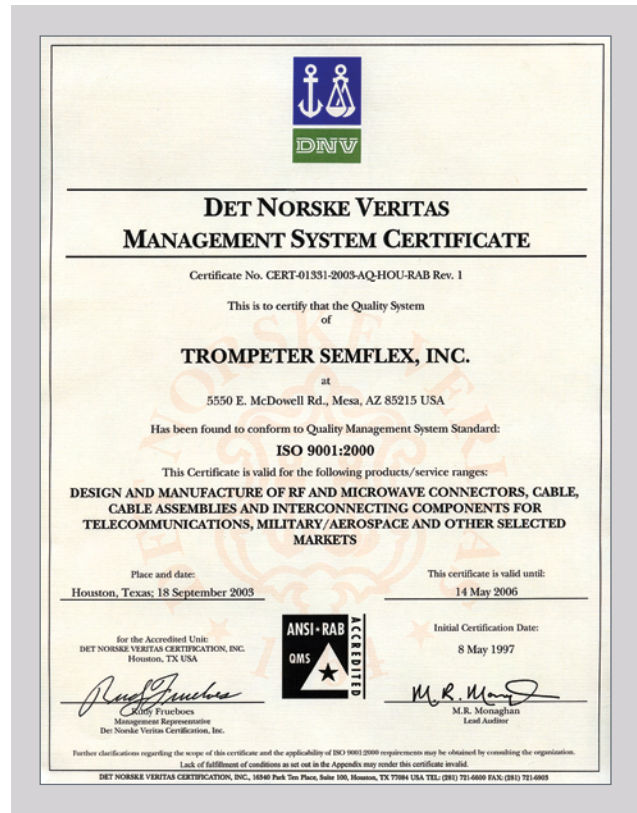 DNV
DET NORSKE VERITAS
MANAGEMENT SYSTEM CERTIFICATE
Certificate No. CERT-01331-2003-AQ-HOU-RAB Rev. 1
This is to certify that the Quality System
of
TROMPETER SEMFLEX, INC.
at
5550 E. McDowell Rd., Mesa, AZ 85215 USA
Has been found to conform to Quality Management System Standard:
ISO 9001:2000
This Certificate is valid for the following products/service ranges:
DESIGN AND MANUFACTURE OF RF AND MICROWAVE CONNECTORS, CABLE,
CABLE ASSEMBLIES AND INTERCONNECTING COMPONENTS FOR
TELECOMMUNICATIONS, MILITARY/AEROSPACE AND OTHER SELECTED
MARKETS
Place and date:
Houston, Texas; 18 September 2003
This certificate is valid until:
14 May 2006
for the Accredited Unit:
DET NORSKE VERITAS CERTIFICATION, INC.
Houston, TX USA
ANSI-RAB
QMS
ACCREDITED
Initial Certification Date:
8 May 1997
Rudy Frueboes
Management Representative
Det Norske Veritas Certification, Inc.
M.R. Monaghan
Lead Auditor
Further clarifications regarding the scope of this certificate and the applicability of ISO 9001:2000 requirements may be obtained by consulting the organization.
Lack of fulfillment of conditions as set out in the Appendix may render this certificate invalid.
DET NORSKE VERITAS CERTIFICATION, INC., 16340 Park Ten Place, Suite 100, Houston, TX 77084 USA TEL: (281) 721-6600 FAX: (281) 721-6903